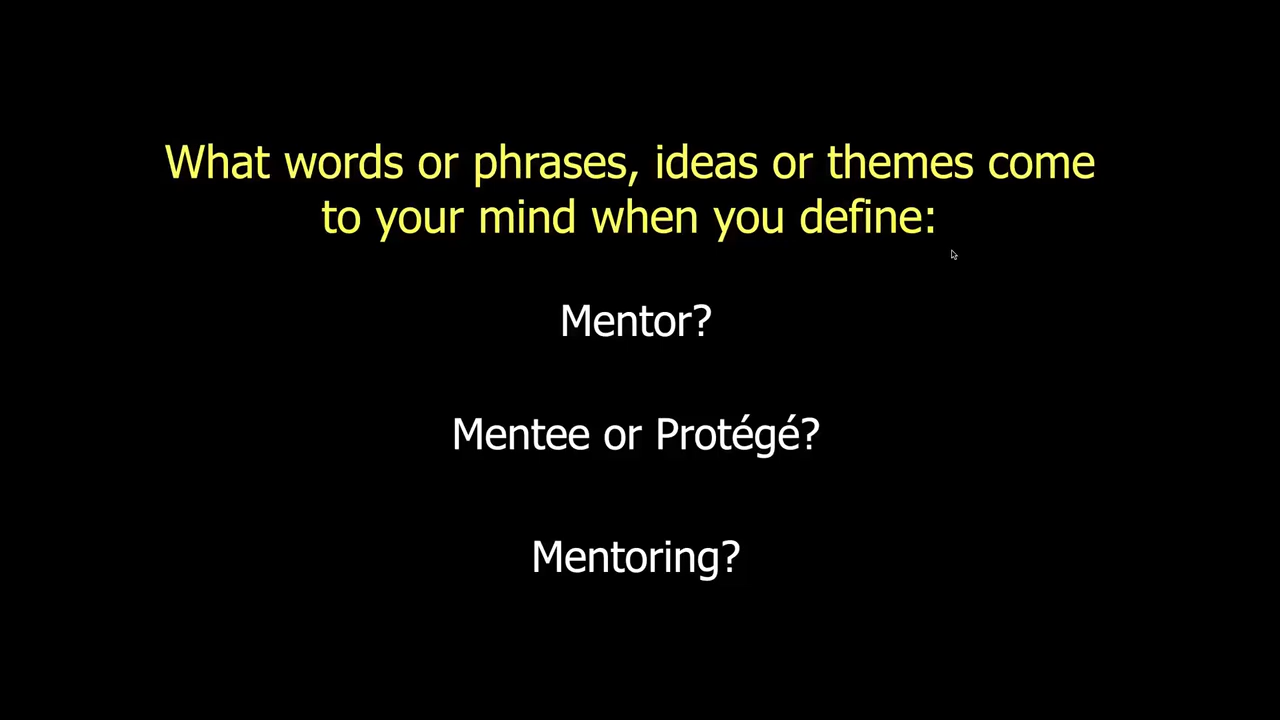 What words or phrases, ideas or themes come
to your mind when you define:
Mentor?
Mentee or Protégé?
Mentoring?